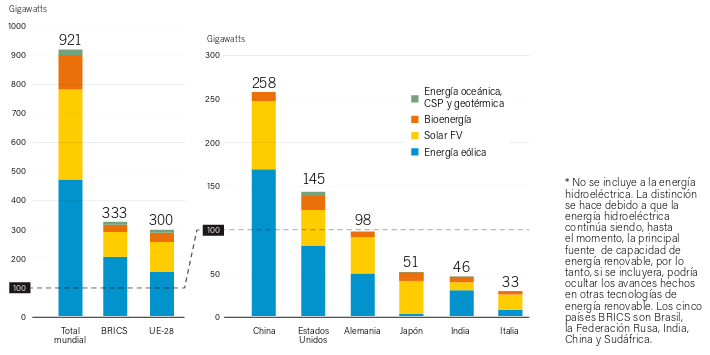 Gigawatts
1000
900
800
700
600
500
400
300
200
100
0
921
333
300
Total
mundial
BRICS
UE-28
Gigawatts
300
250
200
150
100
50
0
258
145
98
51
46
33
China
Estados
Unidos
Alemania
Japón
India
Italia
Energía oceánica,
CSP y geotérmica
Bioenergía
Solar FV
Energía eólica
* No se incluye a la energía
hidroeléctrica. La distinción
se hace debido a que la
energía hidroeléctrica
continúa siendo, hasta
el momento, la principal
fuente de capacidad de
energía renovable, por lo
tanto, si se incluyera, podría
ocultar los avances hechos
en otras tecnologías de
energía renovable. Los cinco
países BRICS son Brasil,
la Federación Rusa, India,
China y Sudáfrica.